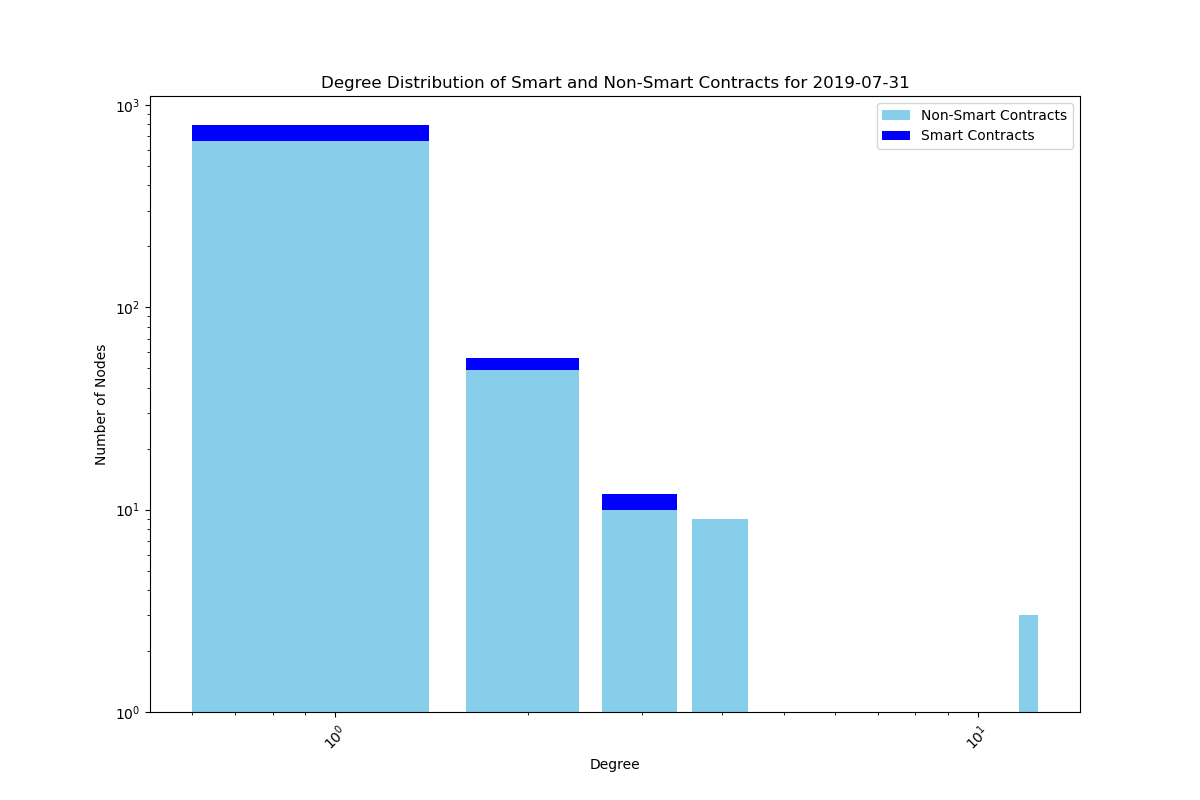 Degree Distribution of Smart and Non-Smart Contracts for 2019-07-31
Non-Smart Contracts
Smart Contracts
10³
10²
10¹
10⁰
Number of Nodes
10⁰
10¹
Degree